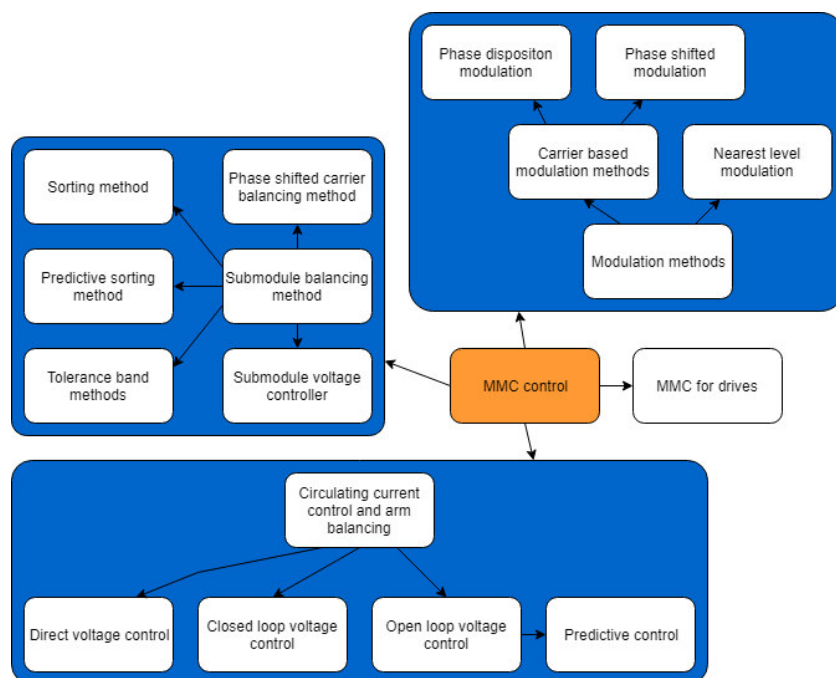 Phase dispositon
modulation
Phase shifted
modulation
Carrier based
modulation methods
Nearest level
modulation
Modulation methods
Sorting method
Phase shifted carrier
balancing method
Predictive sorting
method
Submodule balancing
method
Tolerance band
methods
Submodule voltage
controller
MMC control
MMC for drives
Circulating current
control and arm
balancing
Direct voltage control
Closed loop voltage
control
Open loop voltage
control
Predictive control